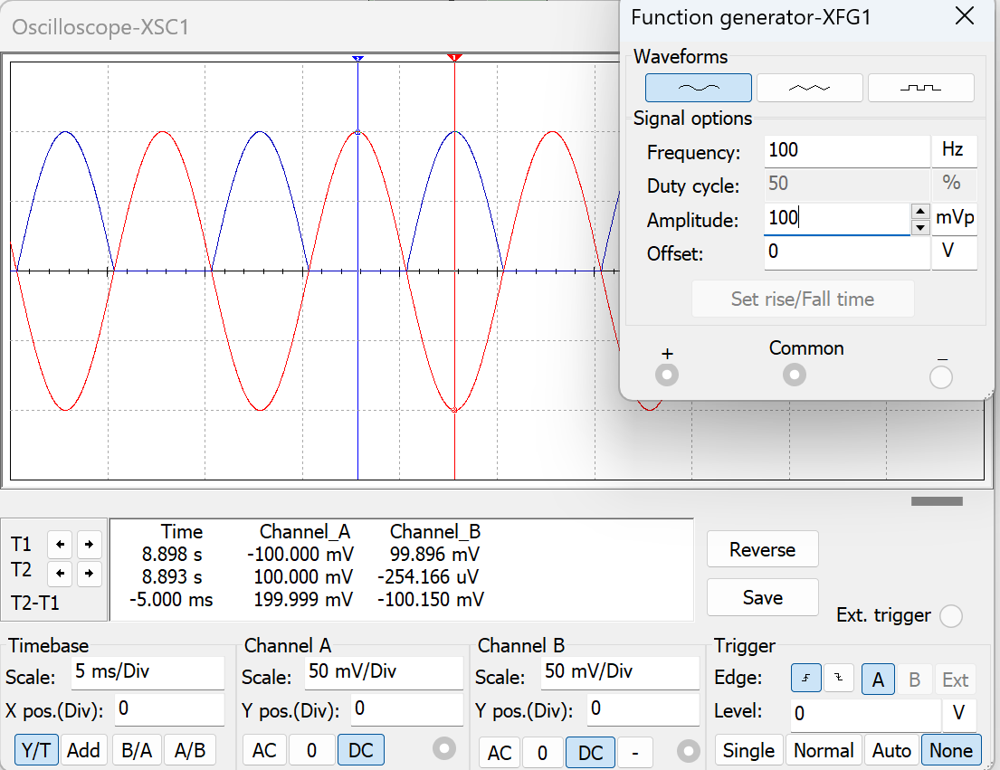 Oscilloscope-XSC1
Function generator-XFG1
Waveforms
Signal options
Frequency: 100 Hz
Duty cycle: 50 %
Amplitude: 100 mVp
Offset: 0 V
Set rise/Fall time
+ Common −
Time Channel_A Channel_B
T1 8.898 s -100.000 mV 99.896 mV
T2 8.893 s 100.000 mV -254.166 uV
T2-T1 -5.000 ms 199.999 mV -100.150 mV
Reverse
Save
Ext. trigger
Timebase
Scale: 5 ms/Div
X pos.(Div): 0
Y/T Add B/A A/B
Channel A
Scale: 50 mV/Div
Y pos.(Div): 0
AC 0 DC
Channel B
Scale: 50 mV/Div
Y pos.(Div): 0
AC 0 DC -
Trigger
Edge: A B Ext
Level: 0 V
Single Normal Auto None